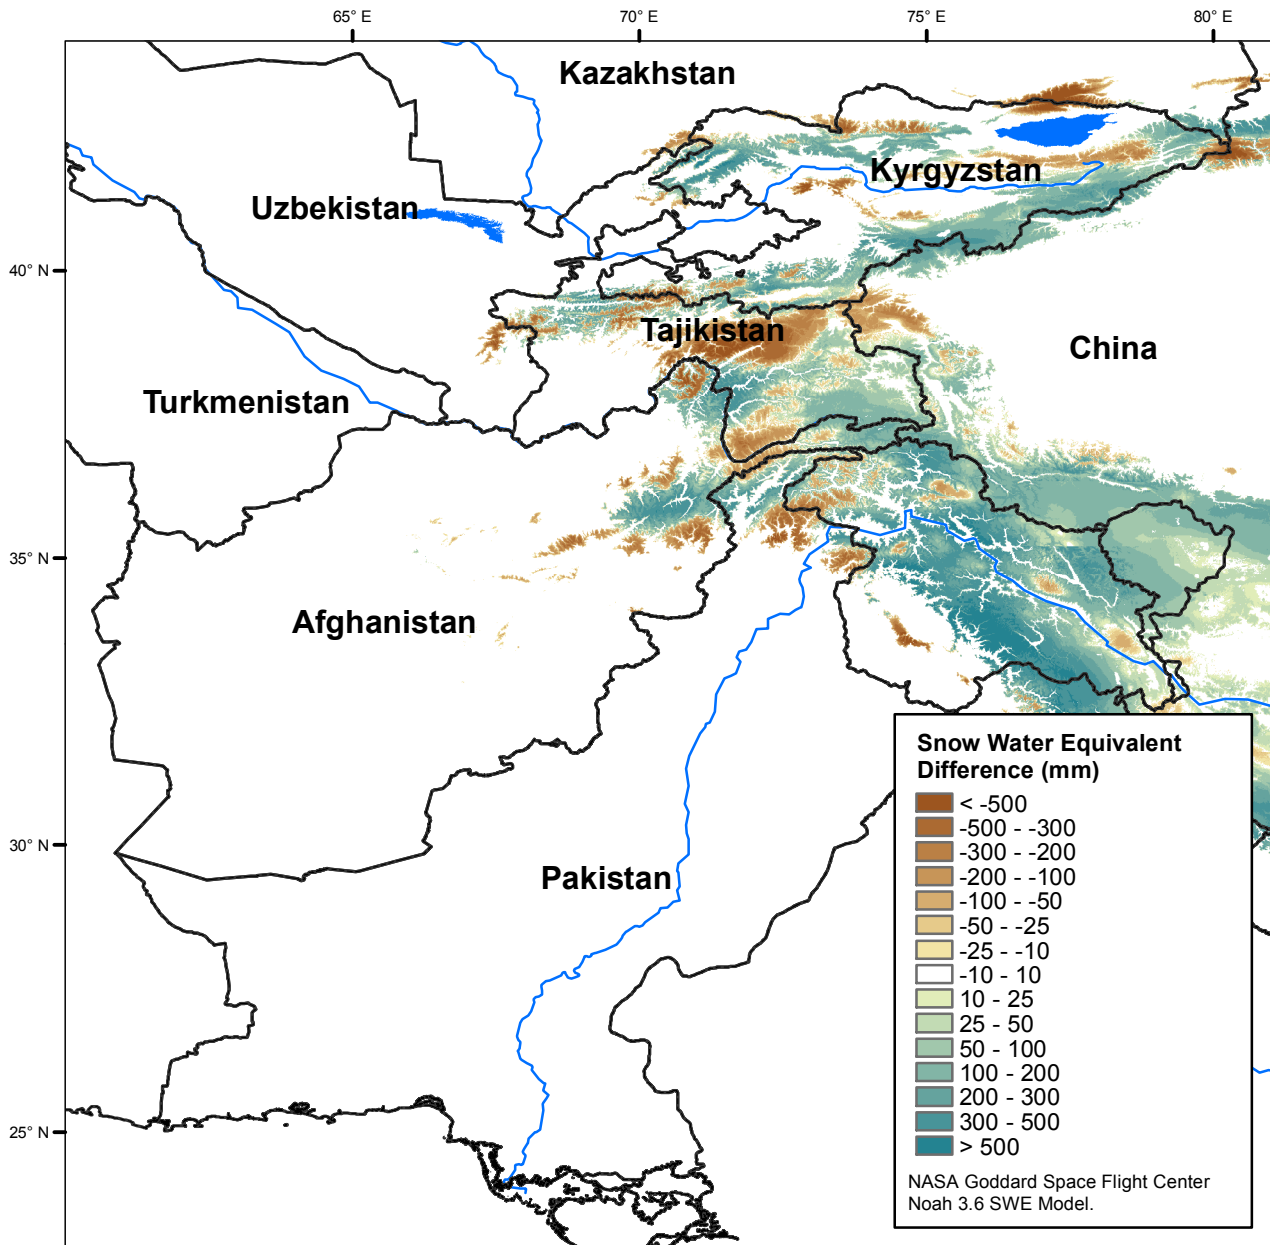 65° E 70° E 75° E 80° E
Kazakhstan
Kyrgyzstan
Uzbekistan
40° N
Tajikistan
China
Turkmenistan
35° N
Afghanistan
Snow Water Equivalent
Difference (mm)
< -500
-500 - -300
-300 - -200
-200 - -100
-100 - -50
-50 - -25
-25 - -10
-10 - 10
10 - 25
25 - 50
50 - 100
100 - 200
200 - 300
300 - 500
> 500
30° N
Pakistan
25° N
NASA Goddard Space Flight Center
Noah 3.6 SWE Model.